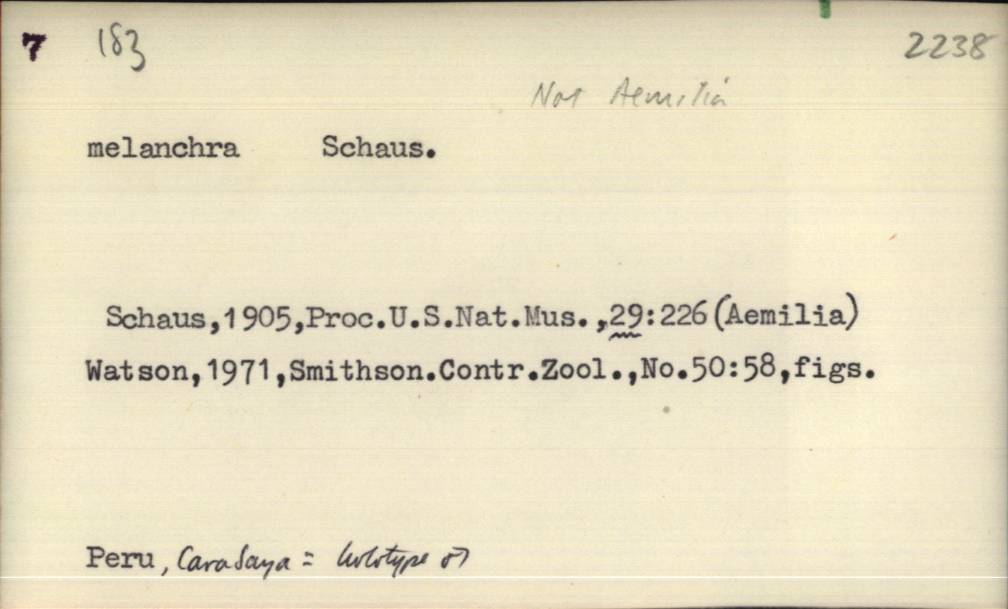 7 183 2238
Not Aemilia
melanchra Schaus.
Schaus,1905,Proc.U.S.Nat.Mus.,29:226(Aemilia)
Watson,1971,Smithson.Contr.Zool.,No.50:58,figs.
Peru, Carabaya = holotype ♂